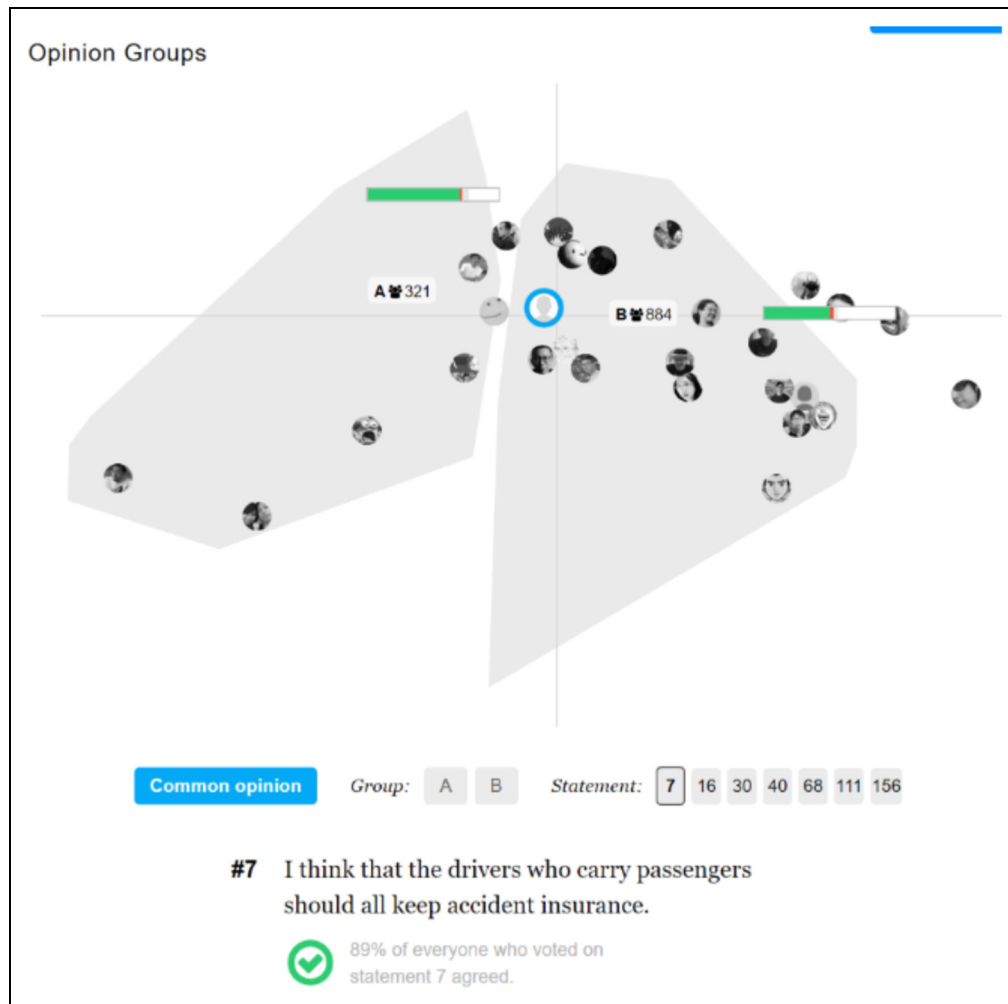 Opinion Groups
A 321
B 884
Common opinion Group: A B Statement: 7 16 30 40 68 111 156
#7 I think that the drivers who carry passengers
should all keep accident insurance.
89% of everyone who voted on
statement 7 agreed.